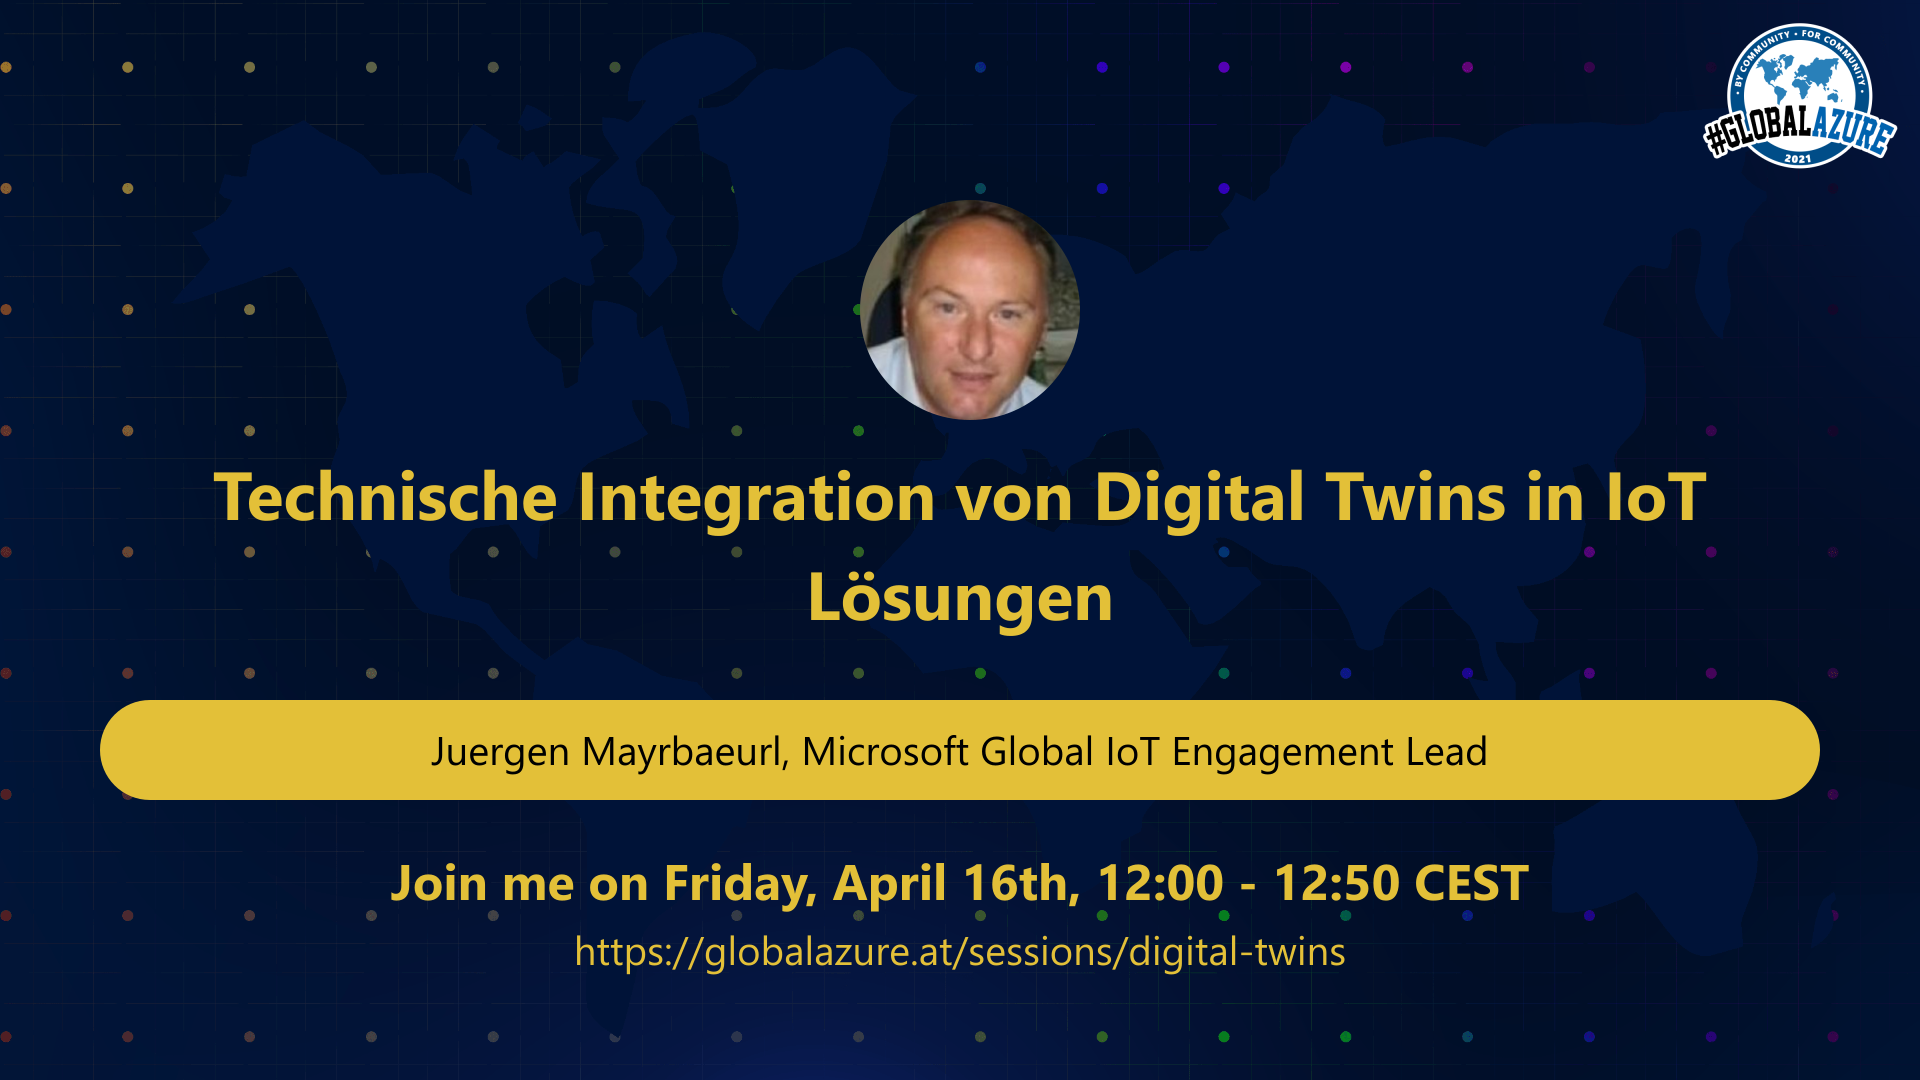 • BY COMMUNITY • FOR COMMUNITY •
#GLOBALAZURE
2021
Technische Integration von Digital Twins in IoT
Lösungen
Juergen Mayrbaeurl, Microsoft Global IoT Engagement Lead
Join me on Friday, April 16th, 12:00 - 12:50 CEST
https://globalazure.at/sessions/digital-twins